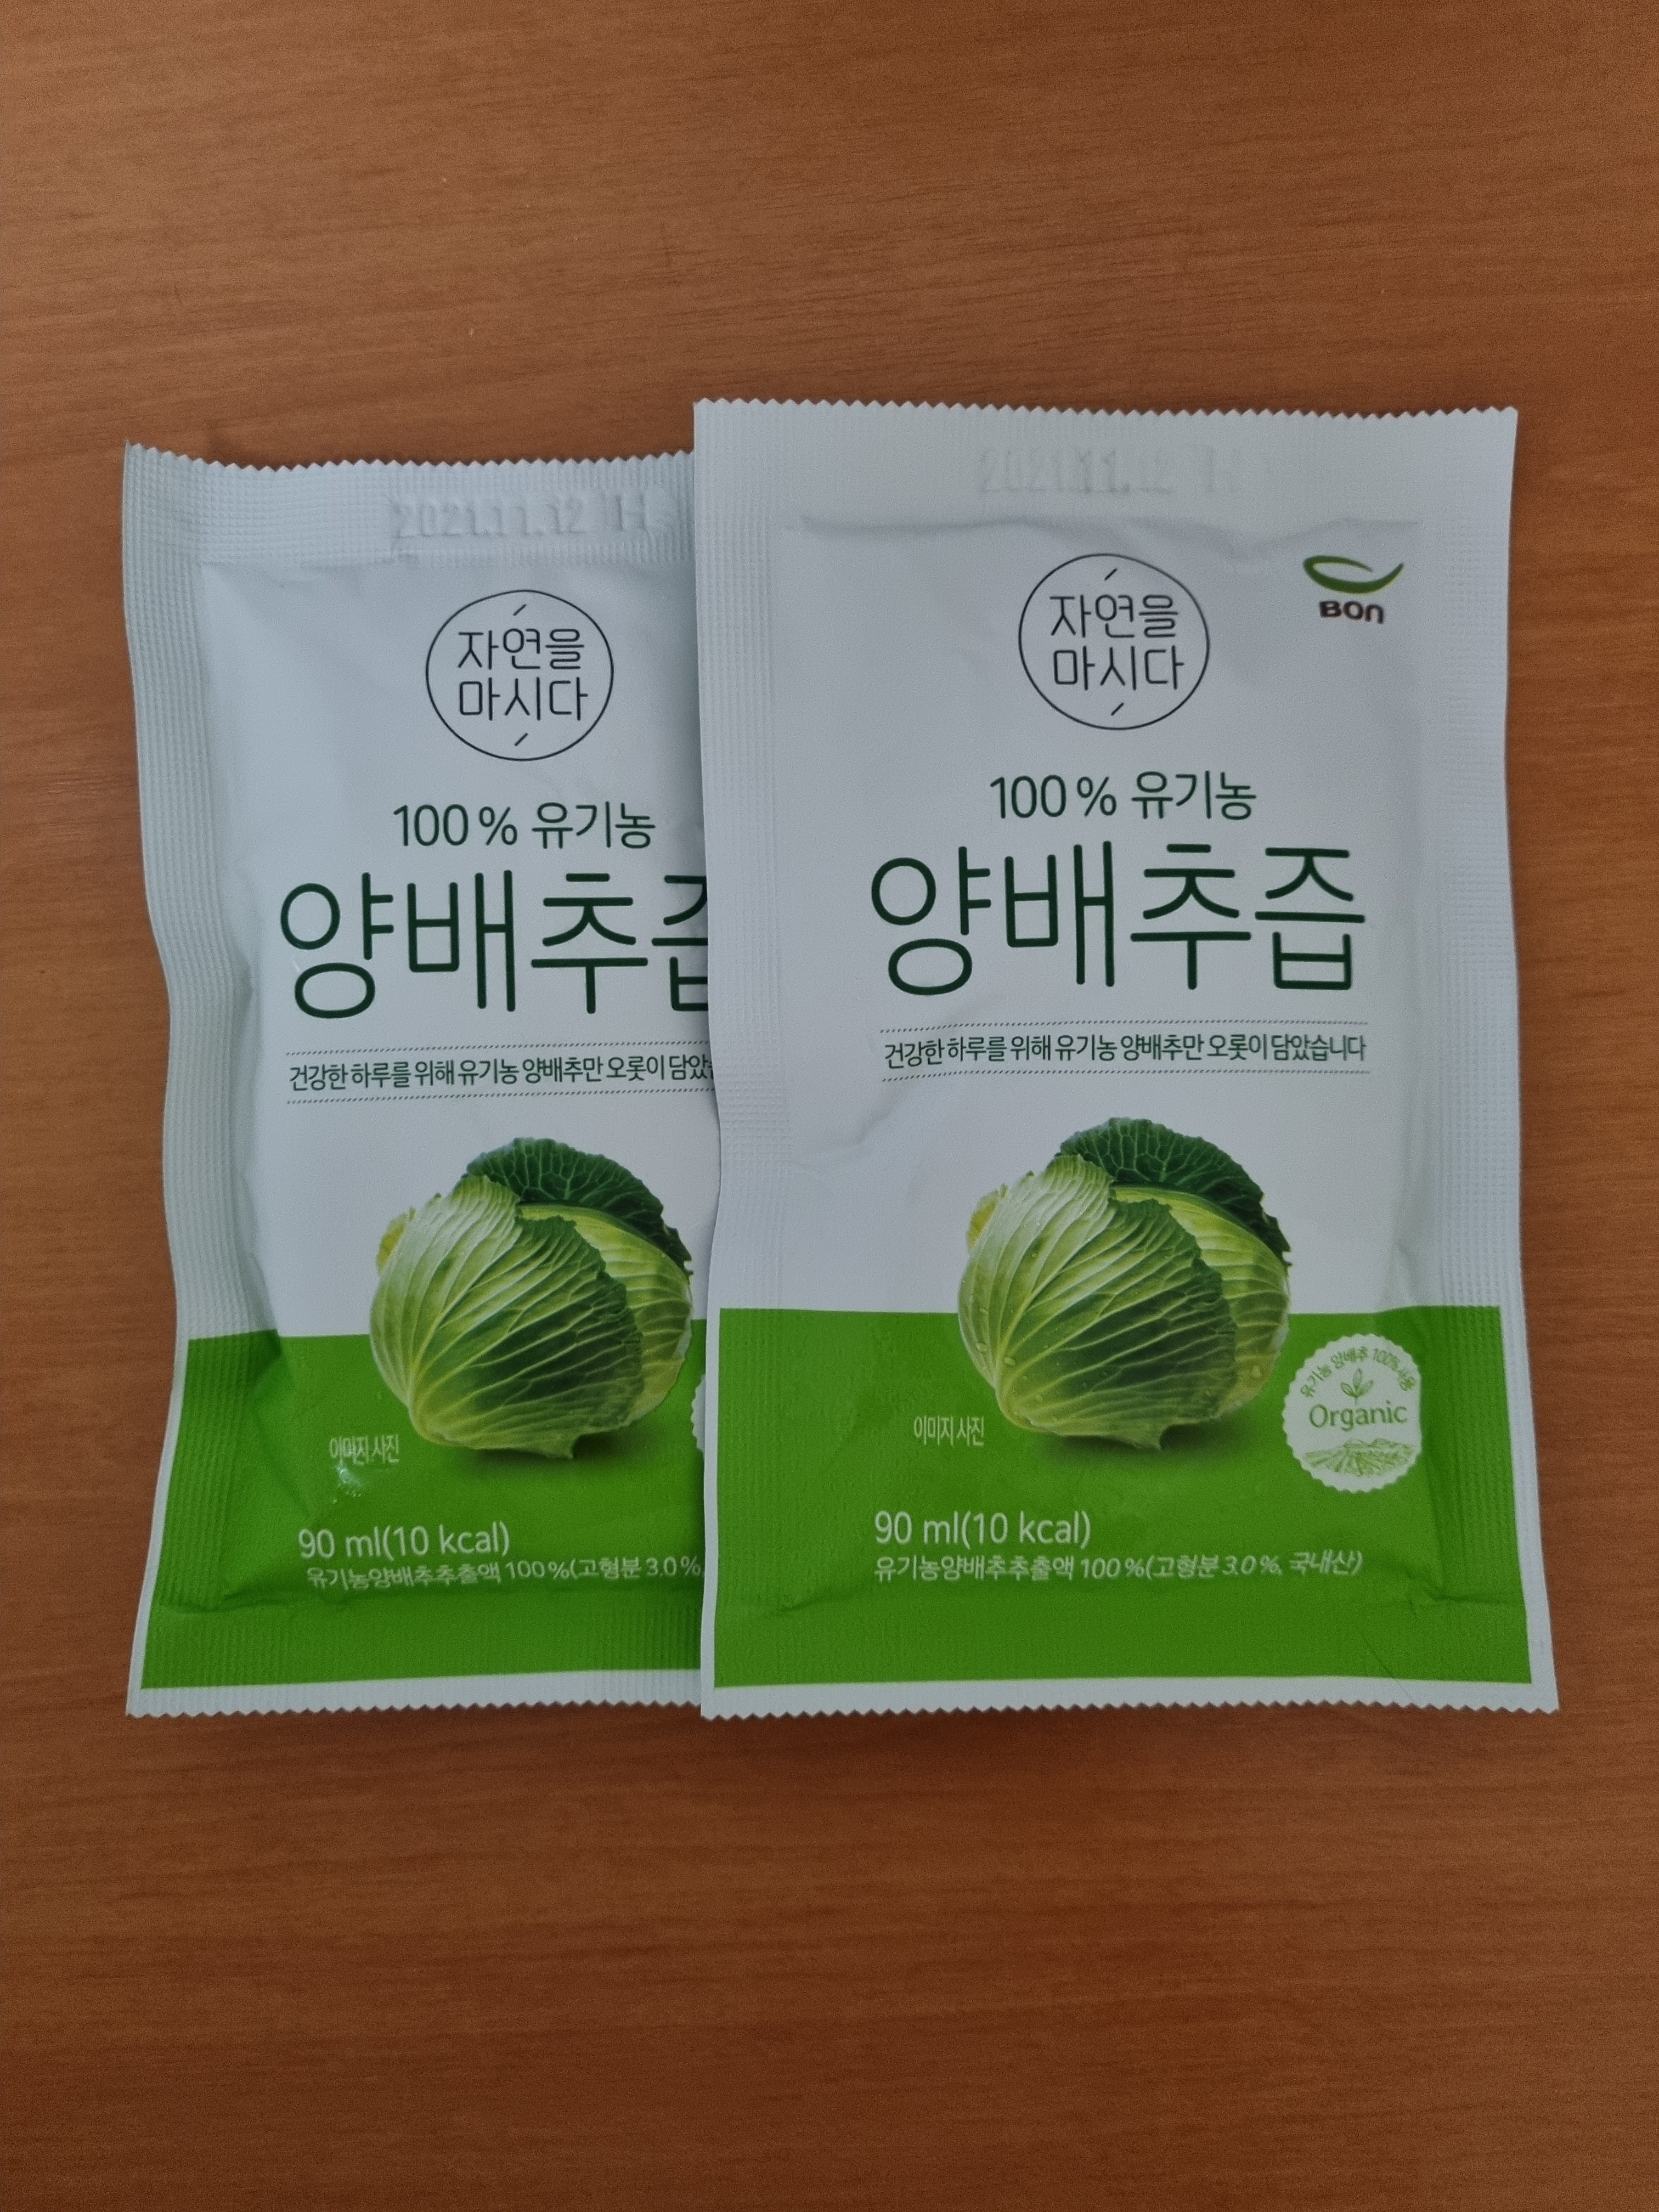 2021.11.12 H
자연을
마시다
100 % 유기농
양배추즙
건강한 하루를 위해 유기농 양배추만 오롯이 담았
이미지 사진
90 ml(10 kcal)
유기농양배추추출액 100 %(고형분 3.0 %,
2021.11.12 H
BON
자연을
마시다
100 % 유기농
양배추즙
건강한 하루를 위해 유기농 양배추만 오롯이 담았습니다
유기농 양배추 100% 사용
Organic
이미지 사진
90 ml(10 kcal)
유기농양배추추출액 100 %(고형분 3.0 %, 국내산)